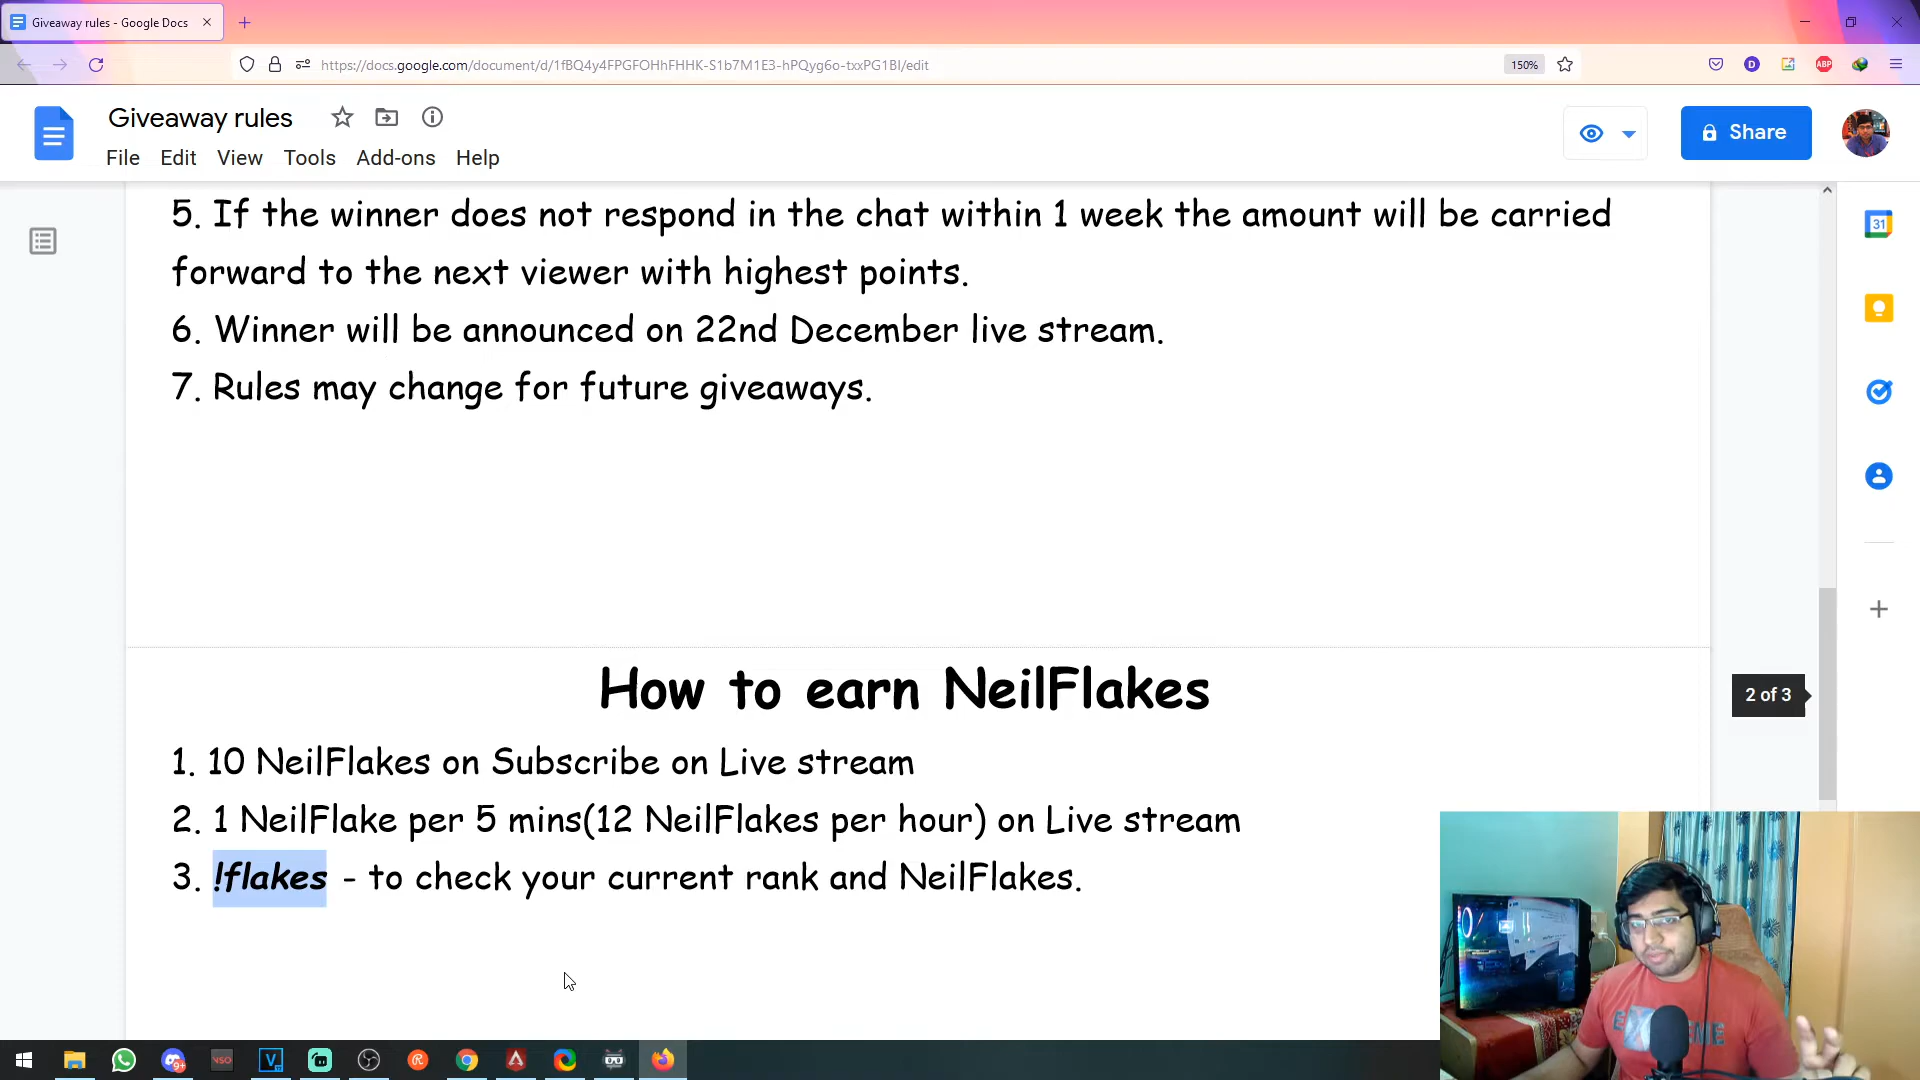 Giveaway rules - Google Docs
https://docs.google.com/document/d/1fBQ4y4FPGFOHhFHHK-S1b7M1E3-hPQyg6o-txxPG1BI/edit
150%
D
ABP
Giveaway rules
File Edit View Tools Add-ons Help
Share
31
5. If the winner does not respond in the chat within 1 week the amount will be carried
forward to the next viewer with highest points.
6. Winner will be announced on 22nd December live stream.
7. Rules may change for future giveaways.
How to earn NeilFlakes
2 of 3
1. 10 NeilFlakes on Subscribe on Live stream
2. 1 NeilFlake per 5 mins(12 NeilFlakes per hour) on Live stream
3. !flakes - to check your current rank and NeilFlakes.